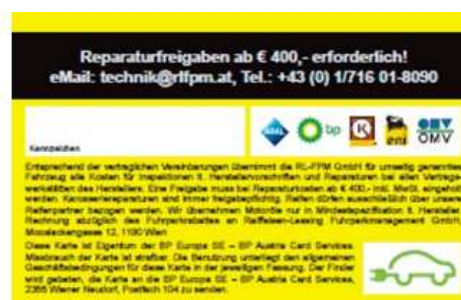 Reparaturfreigaben ab € 400,- erforderlich!
eMail: technik@rlfpm.at, Tel.: +43 (0) 1/716 01-8090
Kennzeichen
ARAL bp K eni OMV
Entsprechend der vertraglichen Vereinbarungen übernimmt die RL-FPM GmbH für umseitig genanntes
Fahrzeug alle Kosten für Inspektionen lt. Herstellervorschriften und Reparaturen bei allen Vertrags-
werkstätten des Herstellers. Eine Freigabe muss bei Reparaturkosten ab € 400,- inkl. MwSt. eingeholt
werden. Karosseriereparaturen sind immer freigabepflichtig. Reifen dürfen ausschließlich über unsere
Reifenpartner bezogen werden. Wir übernehmen Motoröle nur in Mindestspezifikation lt. Hersteller.
Rechnung abzüglich des Fuhrparkrabattes an Raiffeisen-Leasing Fuhrparkmanagement GmbH,
Mooslackengasse 12, 1190 Wien
Diese Karte ist Eigentum der BP Europa SE – BP Austria Card Services.
Missbrauch der Karte ist strafbar. Die Benutzung unterliegt den allgemeinen
Geschäftsbedingungen für diese Karte in der jeweiligen Fassung. Der Finder
wird gebeten, die Karte an die BP Europa SE – BP Austria Card Services,
2355 Wiener Neudorf, Postfach 104 zu senden.